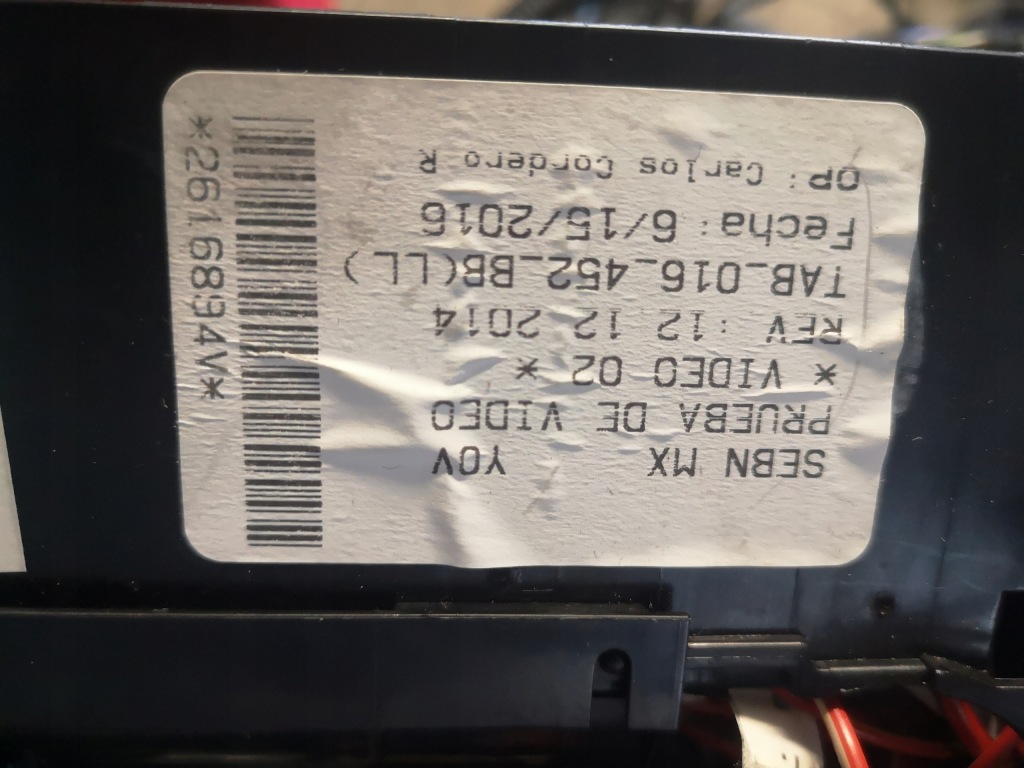 SEBN MX YOV
PRUEBA DE VIDEO
* VIDEO 02 *
REV :12 12 2014
TAB_016_452_BB(LL)
Fecha:6/15/2016
OP: Carlos Cordero R
*2616894V*